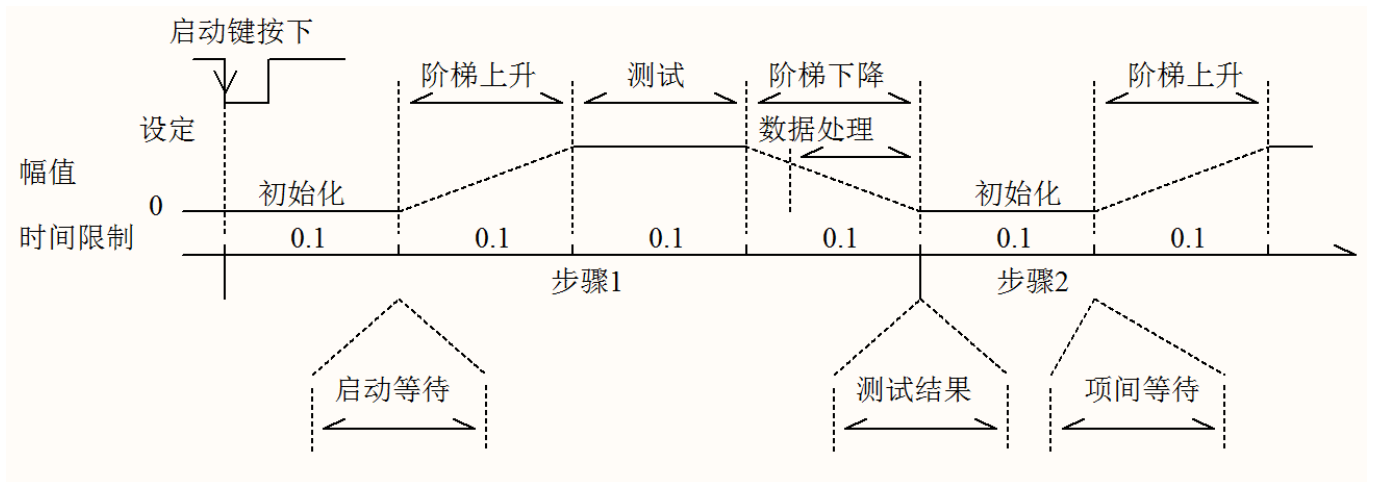 启动键按下
阶梯上升 测试 阶梯下降 阶梯上升
设定 数据处理
幅值
0 初始化 初始化
时间限制 0.1 0.1 0.1 0.1 0.1 0.1
步骤1 步骤2
启动等待 测试结果 项间等待